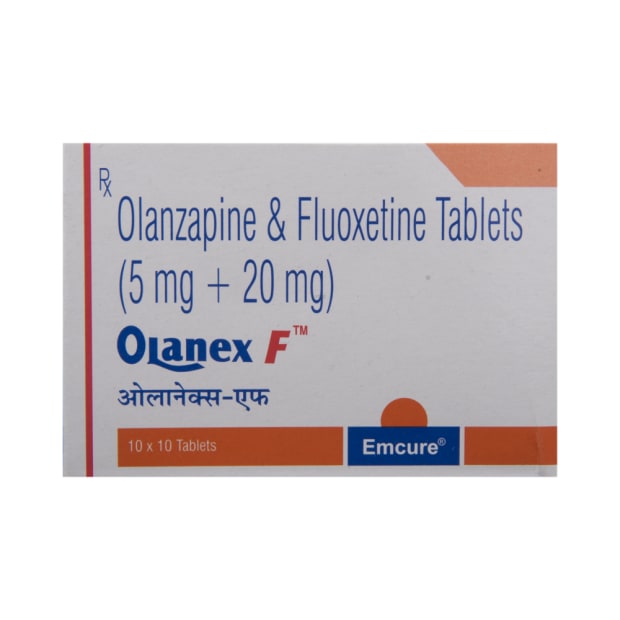 Rx
Olanzapine & Fluoxetine Tablets
(5 mg + 20 mg)
Olanex F™
ओलानेक्स-एफ
10 x 10 Tablets
Emcure®